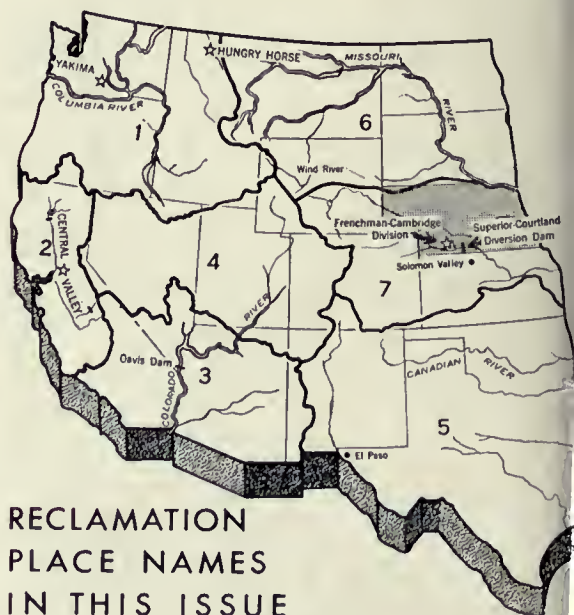 YAKIMA
HUNGRY HORSE
MISSOURI
COLUMBIA RIVER
1
6
RIVER
Wind River
Frenchman-Cambridge
Division
Superior-Courtland
Diversion Dam
2
CENTRAL
VALLEY
4
Solomon Valley
7
RIVER
Davis Dam
3
COLORADO
CANADIAN
RIVER
5
El Paso
RECLAMATION
PLACE NAMES
IN THIS ISSUE